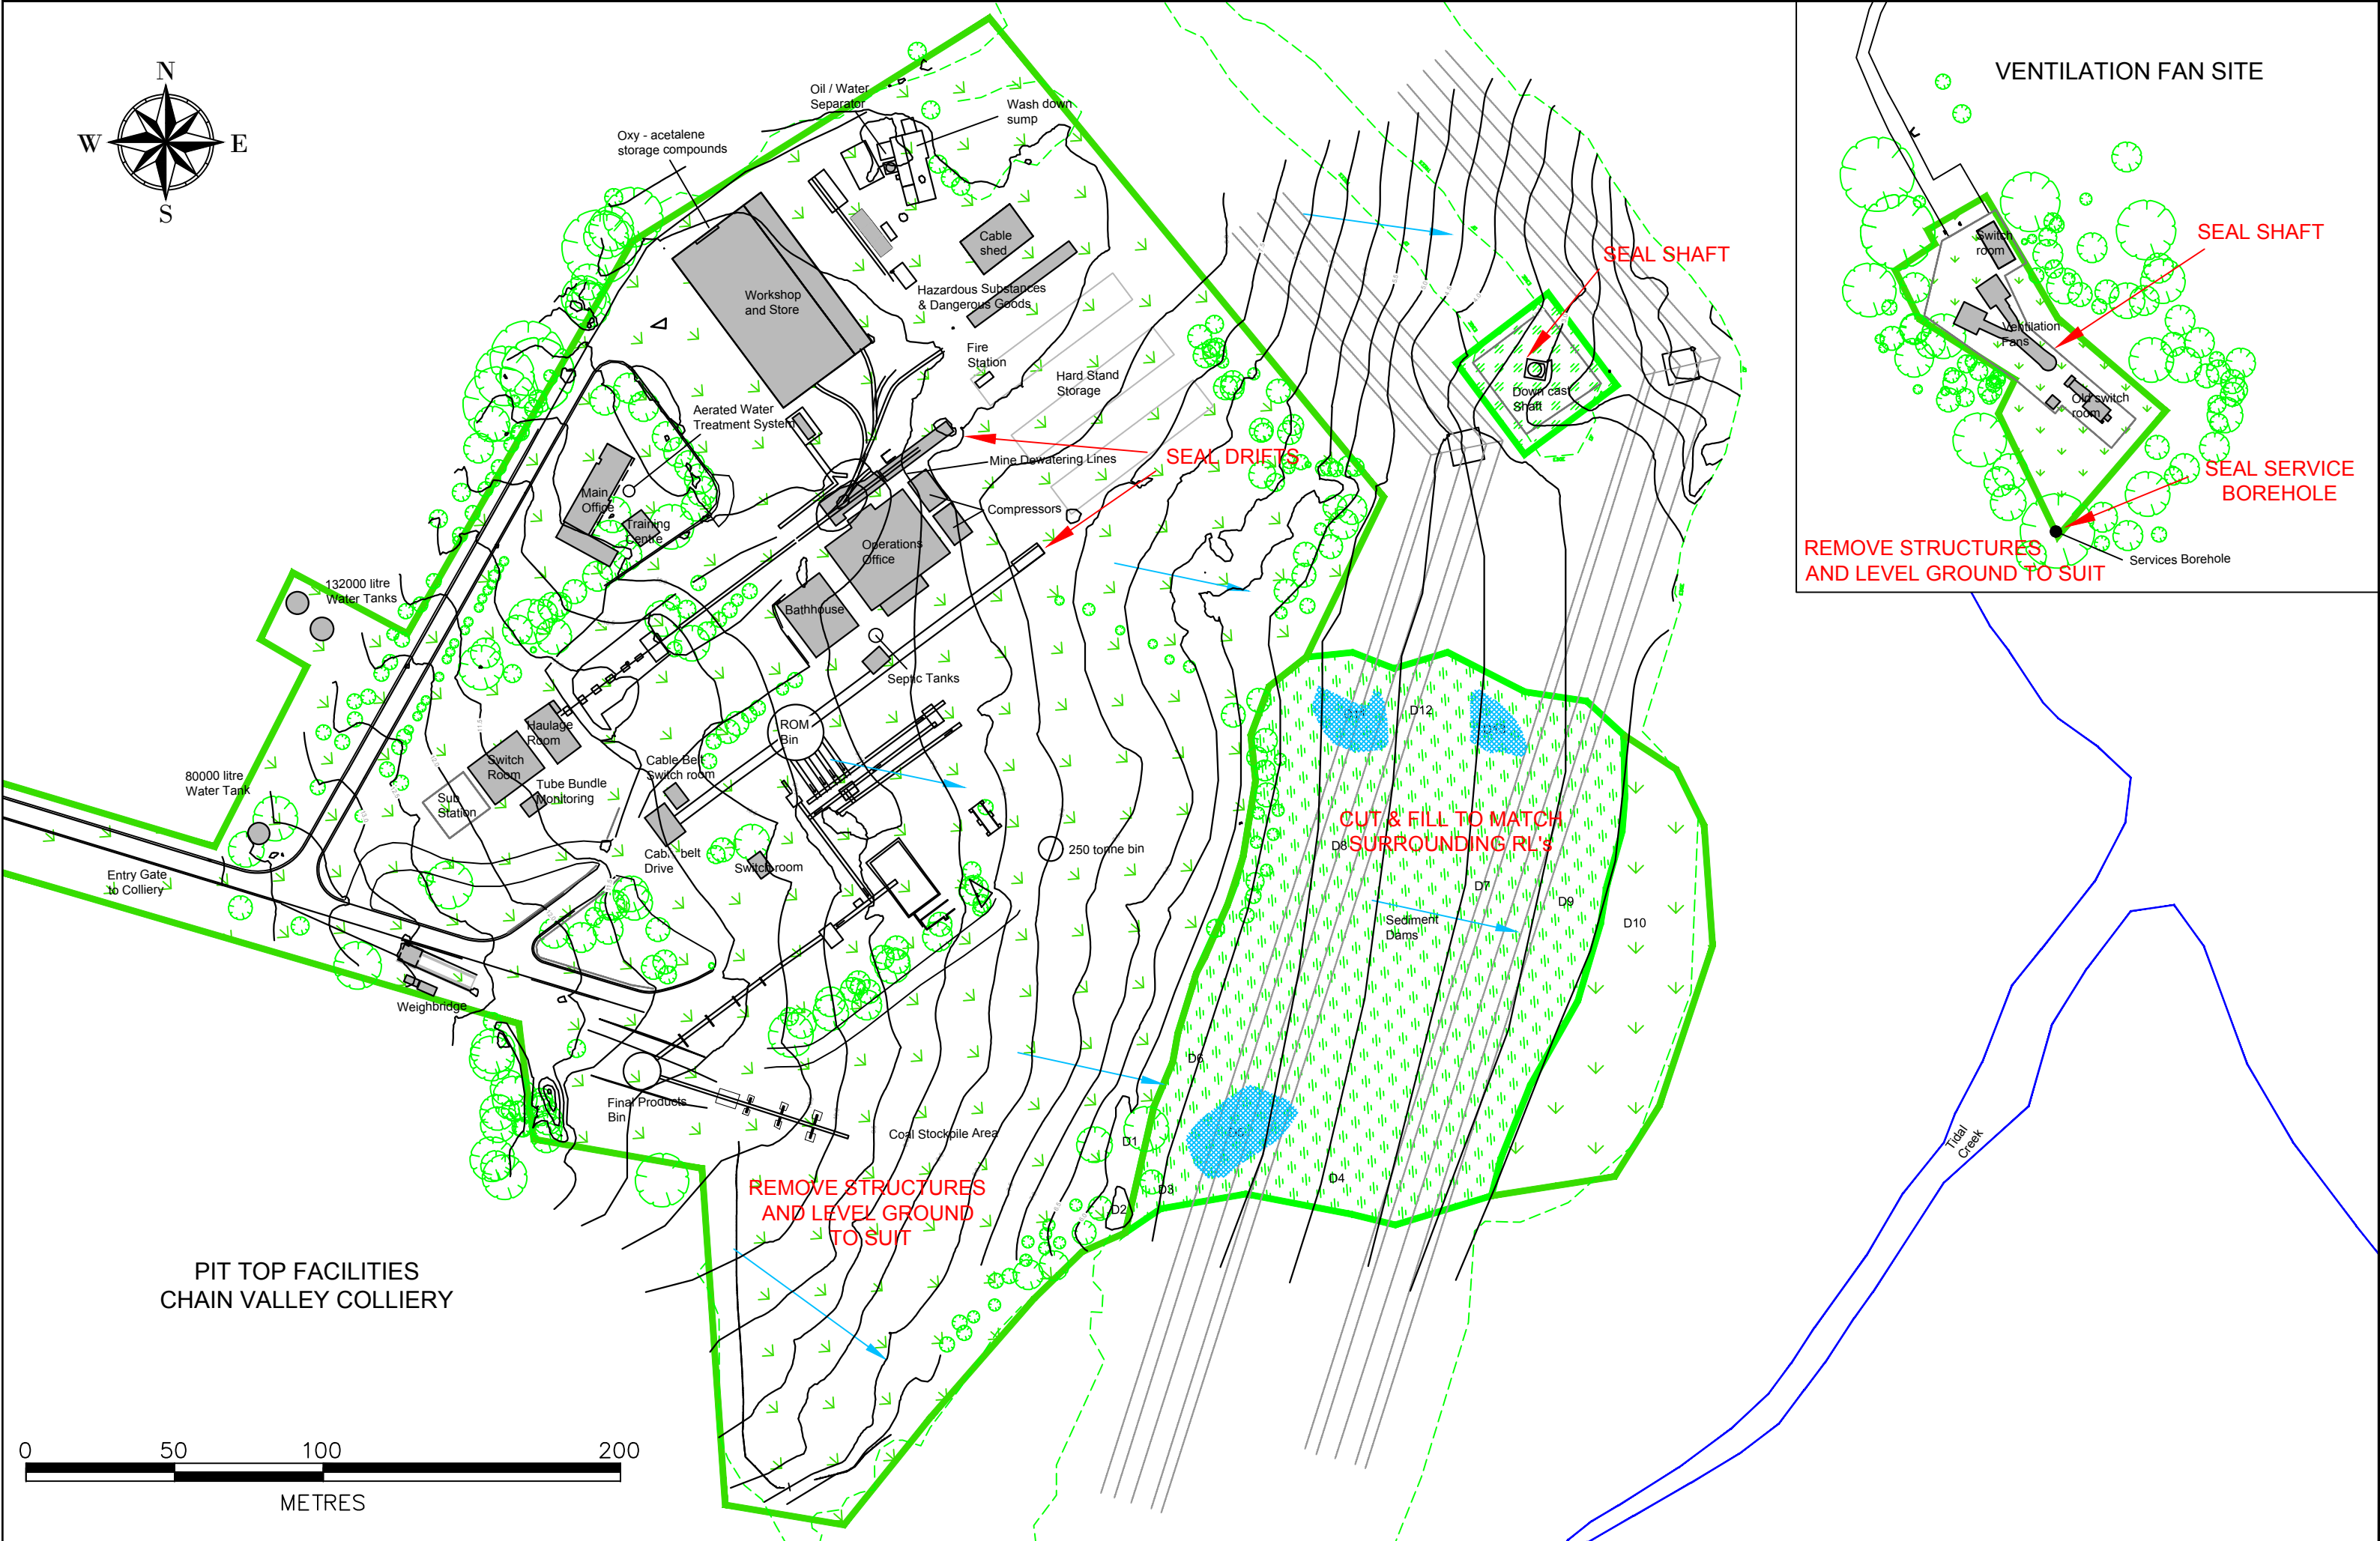 N
W
E
S
Oil / Water
Separator
Wash down
sump
Oxy - acetalene
storage compounds
Cable
shed
Workshop
and Store
Hazardous Substances
& Dangerous Goods
Fire
Station
Hard Stand
Storage
Aerated Water
Treatment System
SEAL DRIFTS
Mine Dewatering Lines
Main
Office
Training
Centre
Compressors
Operations
Office
132000 litre
Water Tanks
Bathhouse
Septic Tanks
Haulage
Room
ROM
Bin
Switch
Room
Cable Belt
Switch room
80000 litre
Water Tank
Sub
Station
Tube Bundle
Monitoring
250 tonne bin
Drive
Switch room
Entry Gate
to Colliery
Weighbridge
Final Products
Bin
Coal Stockpile Area
REMOVE STRUCTURES
AND LEVEL GROUND
TO SUIT
PIT TOP FACILITIES
CHAIN VALLEY COLLIERY
0 50 100 200
METRES
SEAL SHAFT
Down cast
Shaft
D11
D12
D13
CUT & FILL TO MATCH
SURROUNDING RL's
D8
D7
D9
D10
Sediment
Dams
D6
D5
D1
D3
D4
D2
Tidal
Creek
VENTILATION FAN SITE
SEAL SHAFT
Switch
room
Ventilation
Fans
Old switch
room
SEAL SERVICE
BOREHOLE
REMOVE STRUCTURES
AND LEVEL GROUND TO SUIT
Services Borehole